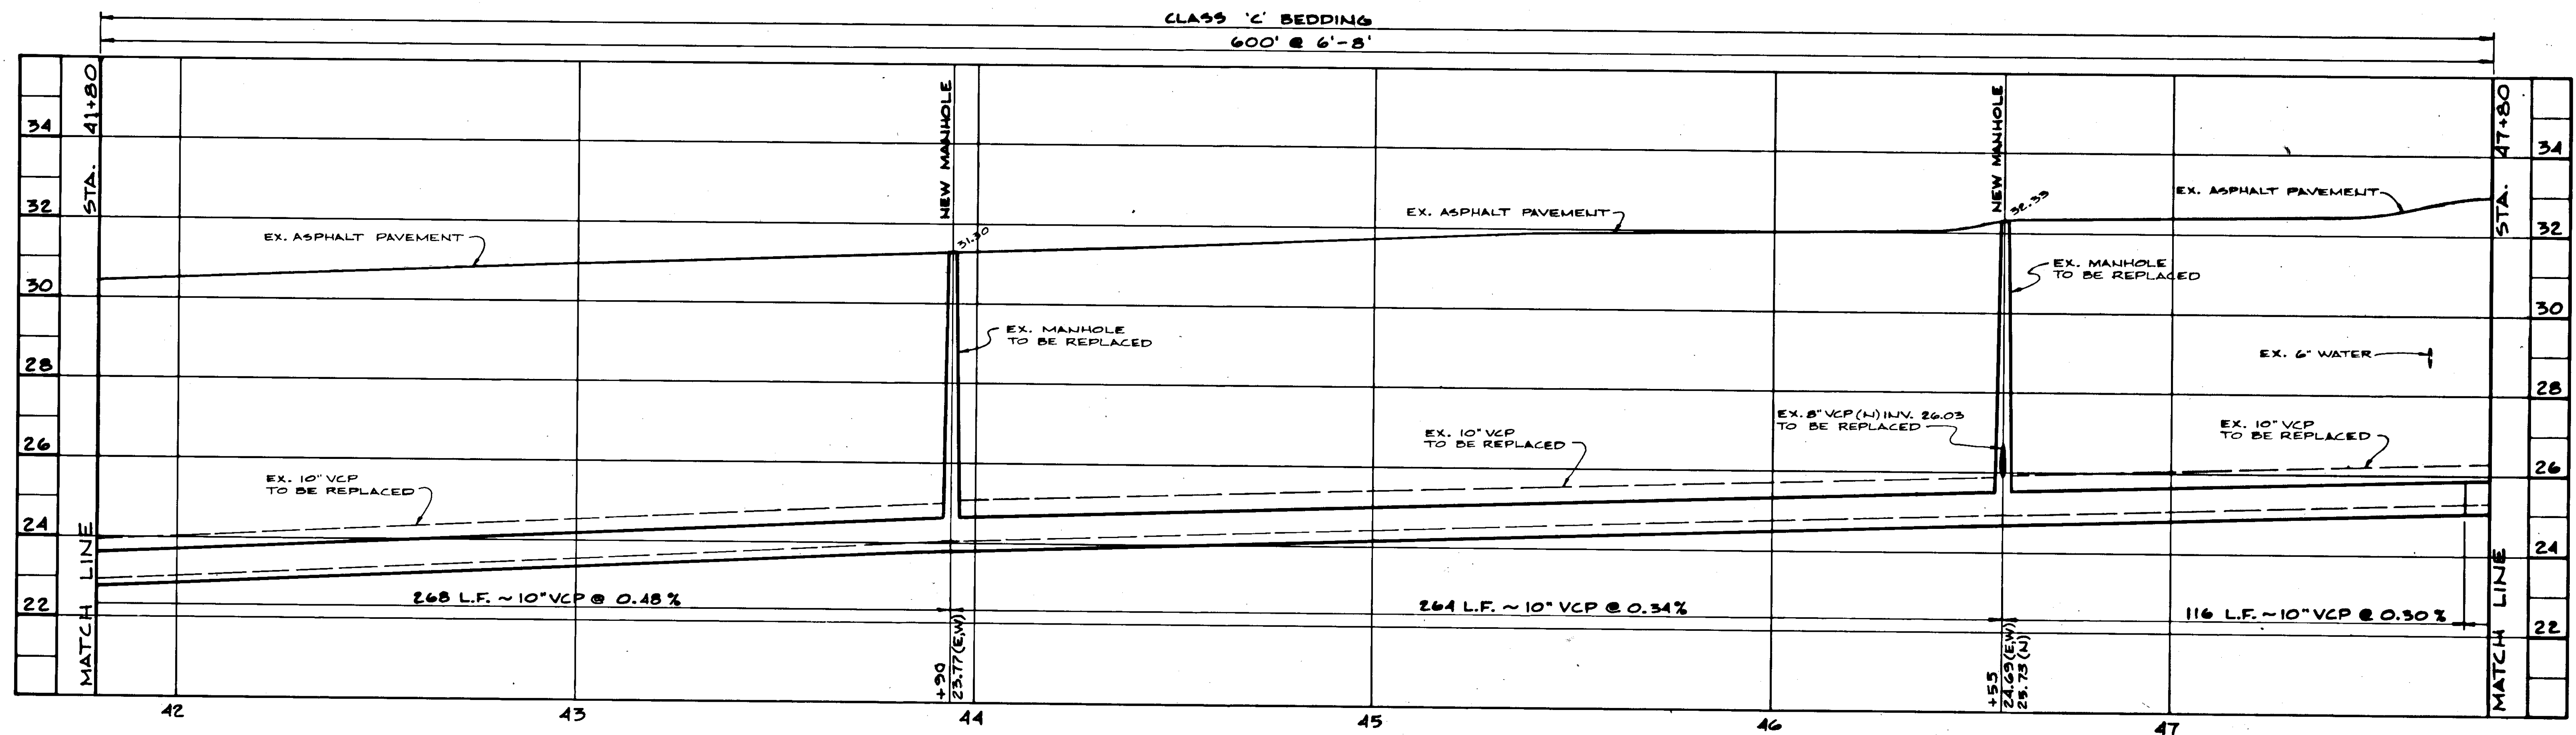 CLASS 'C' BEDDING
600' @ 6'-8'
STA. 41+80
MATCH LINE
34
32
30
28
26
24
22
NEW MANHOLE
NEW MANHOLE
STA. 47+80
MATCH LINE
34
32
30
28
26
24
22
EX. ASPHALT PAVEMENT
31.30
EX. ASPHALT PAVEMENT
32.39
EX. ASPHALT PAVEMENT
EX. MANHOLE
TO BE REPLACED
EX. MANHOLE
TO BE REPLACED
EX. 6" WATER
EX. 10" VCP
TO BE REPLACED
EX. 10" VCP
TO BE REPLACED
EX. 8" VCP (N) INV. 26.03
TO BE REPLACED
EX. 10" VCP
TO BE REPLACED
268 L.F. ~ 10" VCP @ 0.48 %
264 L.F. ~ 10" VCP @ 0.34%
116 L.F. ~ 10" VCP @ 0.30 %
+90
23.77 (E,W)
+55
24.69 (E,W)
25.73 (N)
42
43
44
45
46
47